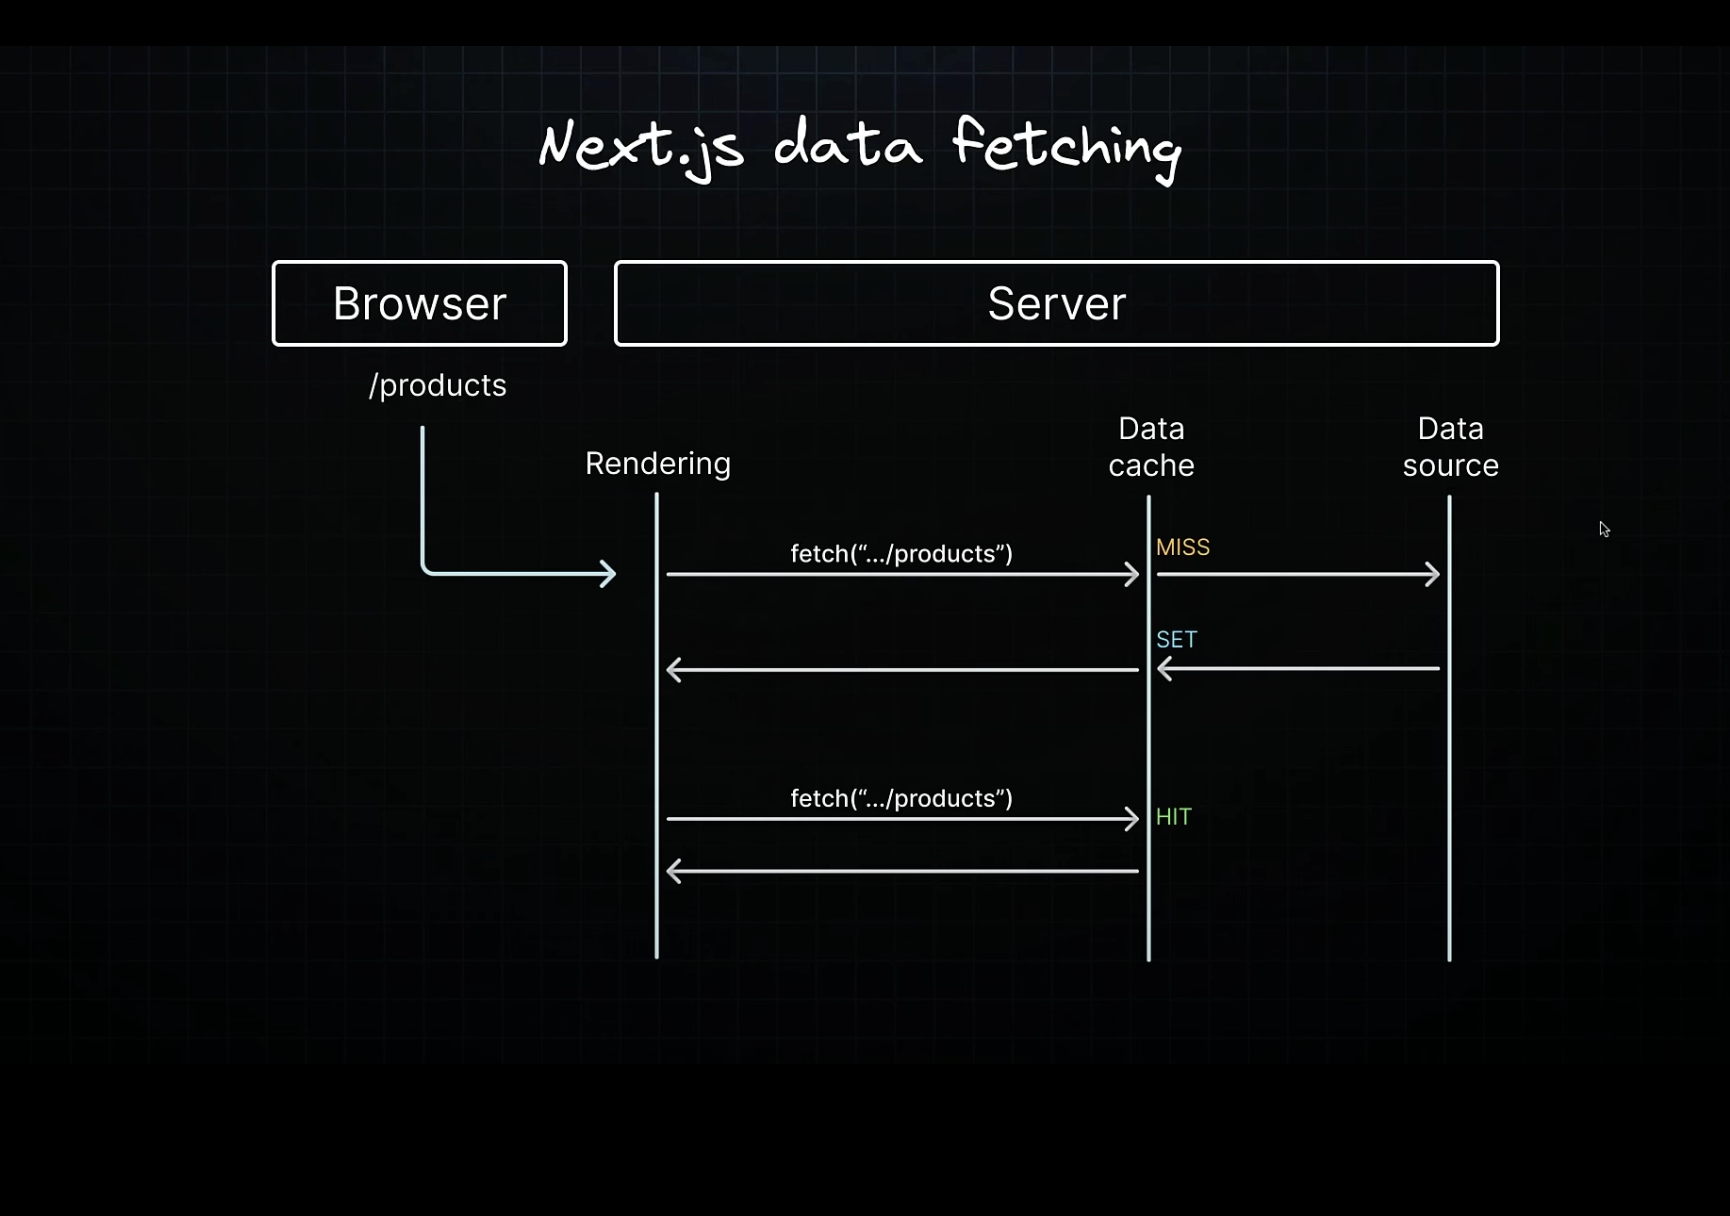 Next.js data fetching
Browser
Server
/products
Rendering
Data
cache
Data
source
fetch(“.../products”)
MISS
SET
fetch(“.../products”)
HIT